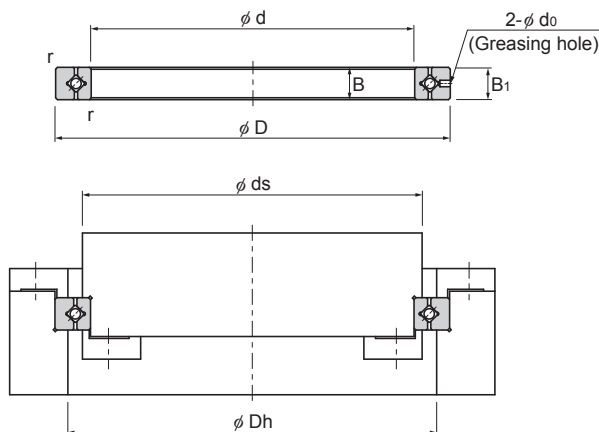 φ d
2-φ d0
(Greasing hole)
r
B
B1
r
φ D
φ ds
φ Dh